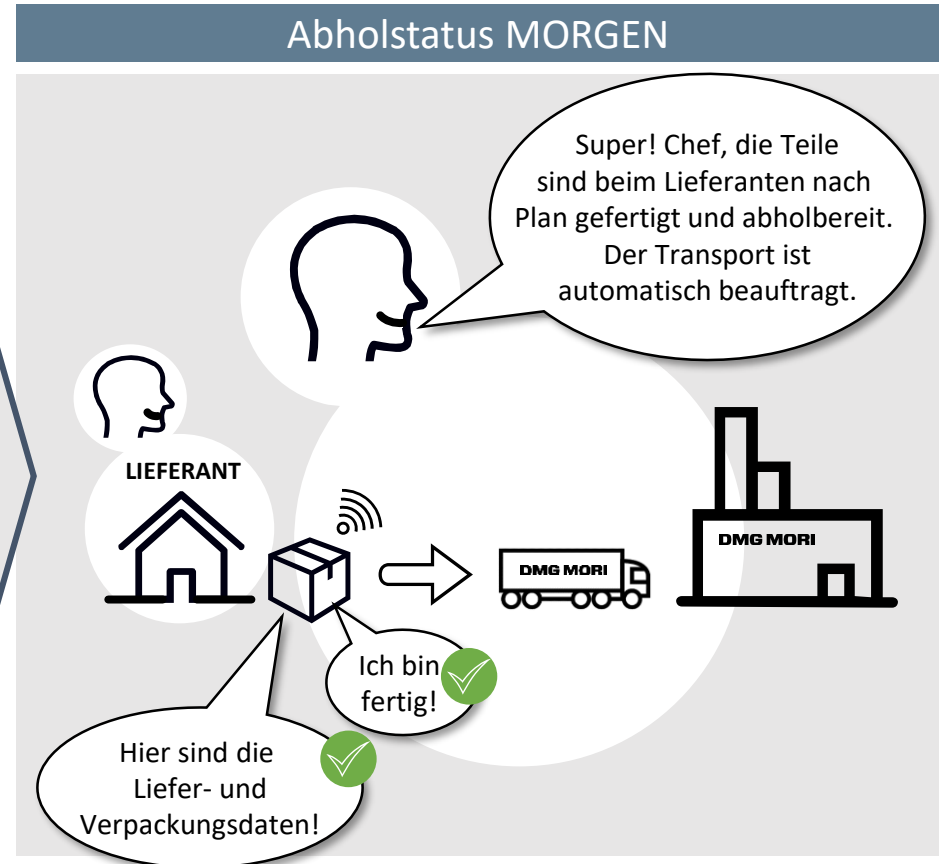 Abholstatus MORGEN
Super! Chef, die Teile
sind beim Lieferanten nach
Plan gefertigt und abholbereit.
Der Transport ist
automatisch beauftragt.
LIEFERANT
DMG MORI
DMG MORI
Ich bin
fertig!
Hier sind die
Liefer- und
Verpackungsdaten!